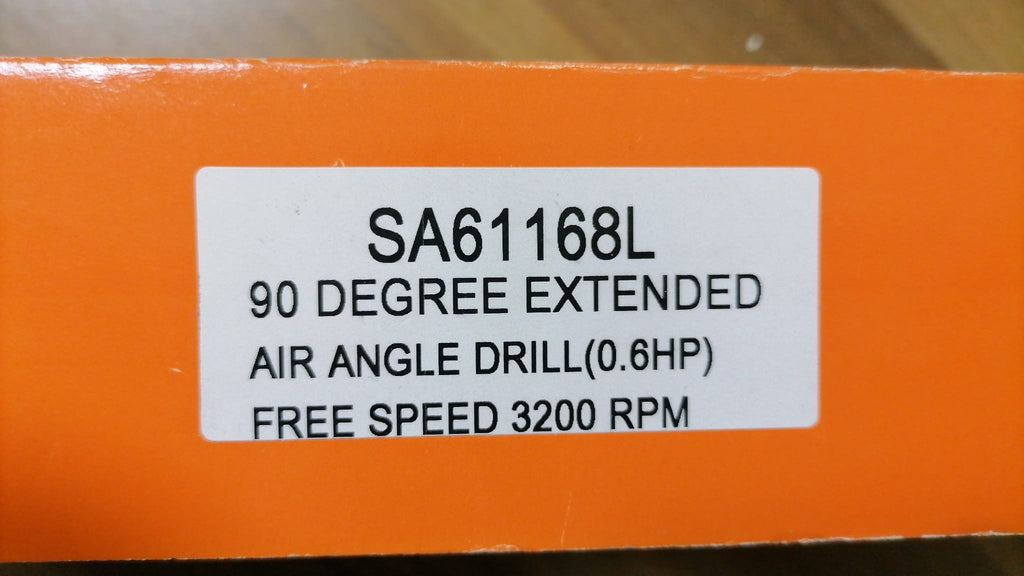 SA61168L
90 DEGREE EXTENDED
AIR ANGLE DRILL(0.6HP)
FREE SPEED 3200 RPM